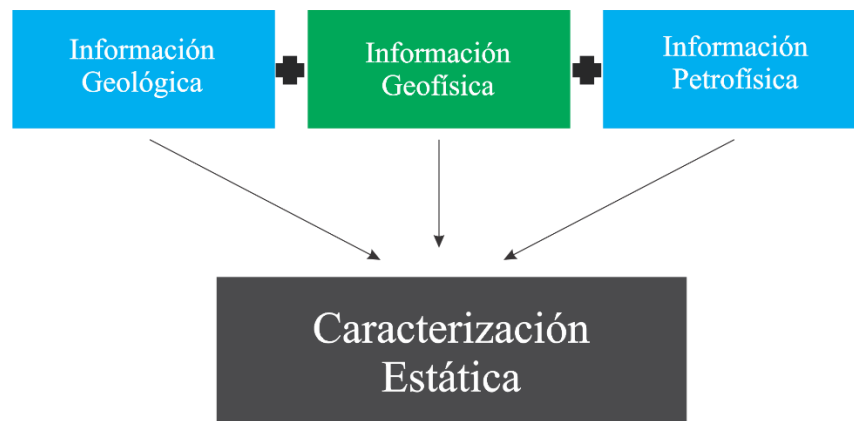 Información
Geológica
Información
Geofísica
Información
Petrofísica
Caracterización
Estática